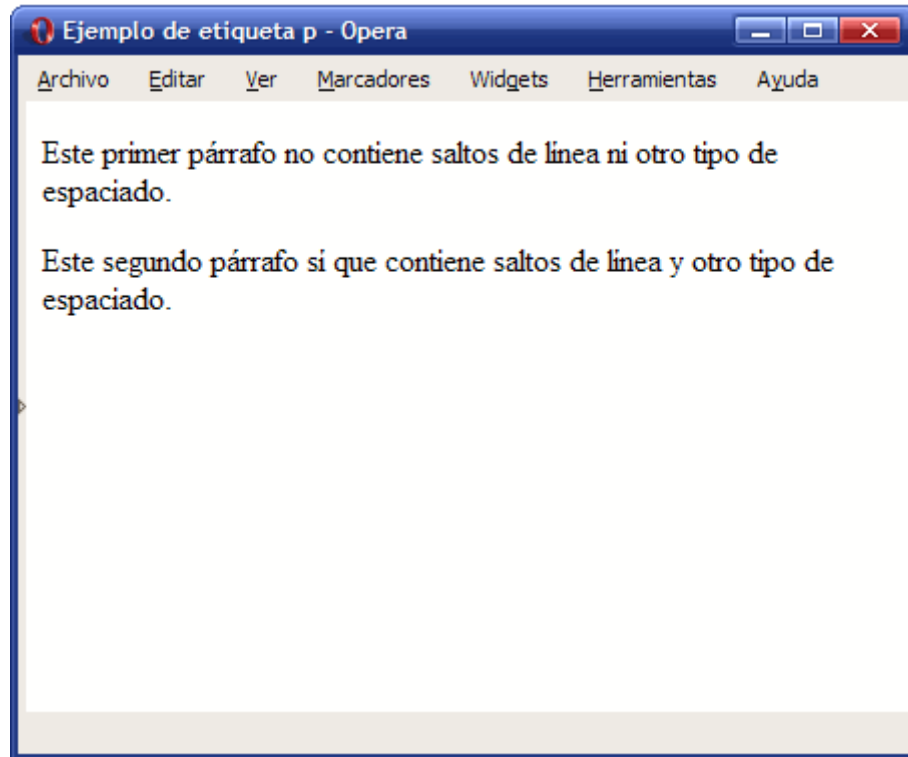 Ejemplo de etiqueta p - Opera
Archivo Editar Ver Marcadores Widgets Herramientas Ayuda
Este primer párrafo no contiene saltos de línea ni otro tipo de
espaciado.
Este segundo párrafo sí que contiene saltos de línea y otro tipo de
espaciado.